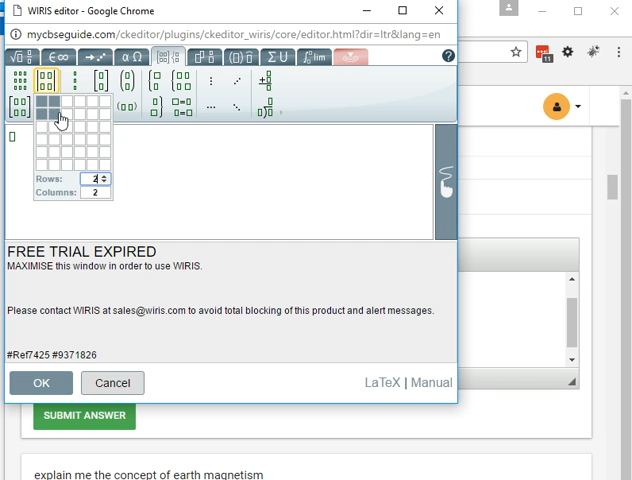 WIRIS editor - Google Chrome
mycbseguide.com/ckeditor/plugins/ckeditor_wiris/core/editor.html?dir=ltr&lang=en
Rows: 2
Columns: 2
FREE TRIAL EXPIRED
MAXIMISE this window in order to use WIRIS.
Please contact WIRIS at sales@wiris.com to avoid total blocking of this product and alert messages.
#Ref7425 #9371826
OK
Cancel
LaTeX | Manual
SUBMIT ANSWER
explain me the concept of earth magnetism
11